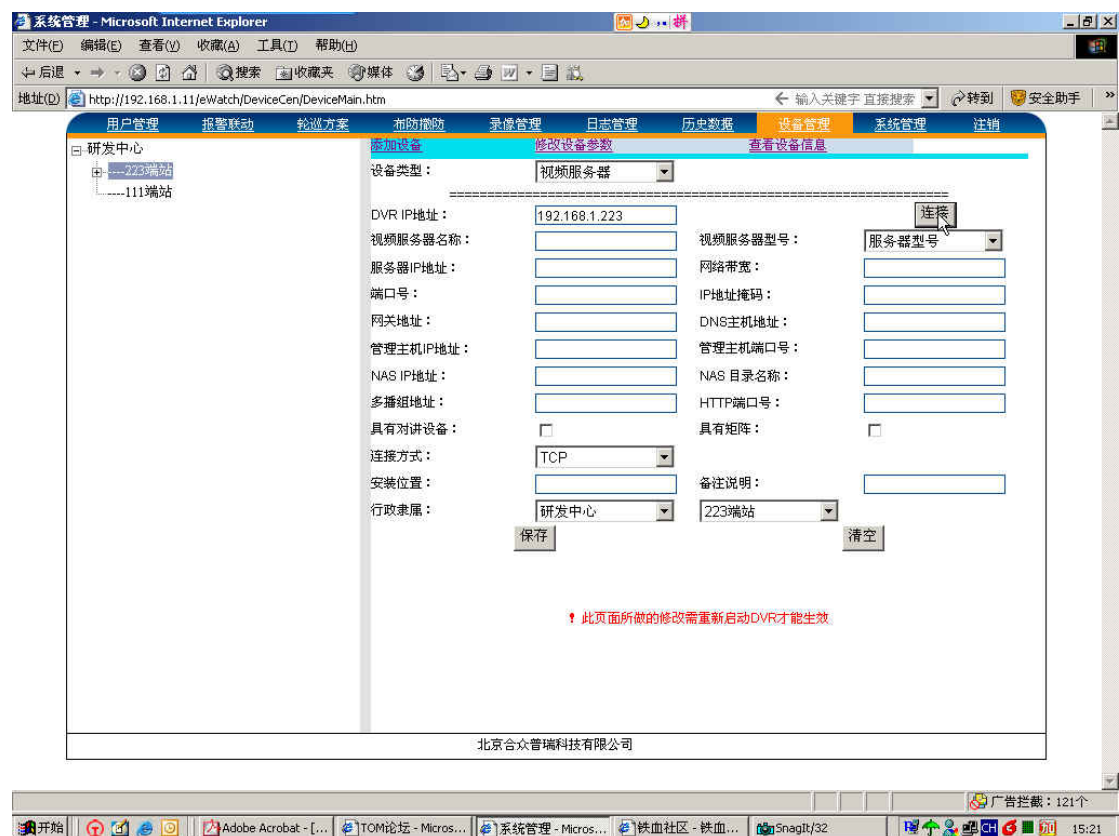 系统管理 - Microsoft Internet Explorer 拼
文件(F) 编辑(E) 查看(V) 收藏(A) 工具(T) 帮助(H)
后退 搜索 收藏夹 媒体
地址(D) http://192.168.1.11/eWatch/DeviceCen/DeviceMain.htm 输入关键字 直接搜索 转到 安全助手 »
用户管理 报警联动 轮巡方案 布防撤防 录像管理 日志管理 历史数据 设备管理 系统管理 注销
研发中心
----223端站
----111端站
添加设备 修改设备参数 查看设备信息
设备类型： 视频服务器
DVR IP地址： 192.168.1.223 连接
视频服务器名称： 视频服务器型号： 服务器型号
服务器IP地址： 网络带宽：
端口号： IP地址掩码：
网关地址： DNS主机地址：
管理主机IP地址： 管理主机端口号：
NAS IP地址： NAS 目录名称：
多播组地址： HTTP端口号：
具有对讲设备： 具有矩阵：
连接方式： TCP
安装位置： 备注说明：
行政隶属： 研发中心 223端站
保存 清空
！此页面所做的修改需重新启动DVR才能生效
北京合众普瑞科技有限公司
广告拦截：121个
开始 Adobe Acrobat - [... TOM论坛 - Micros... 系统管理 - Micros... 铁血社区 - 铁血... SnagIt/32 CH 15:21